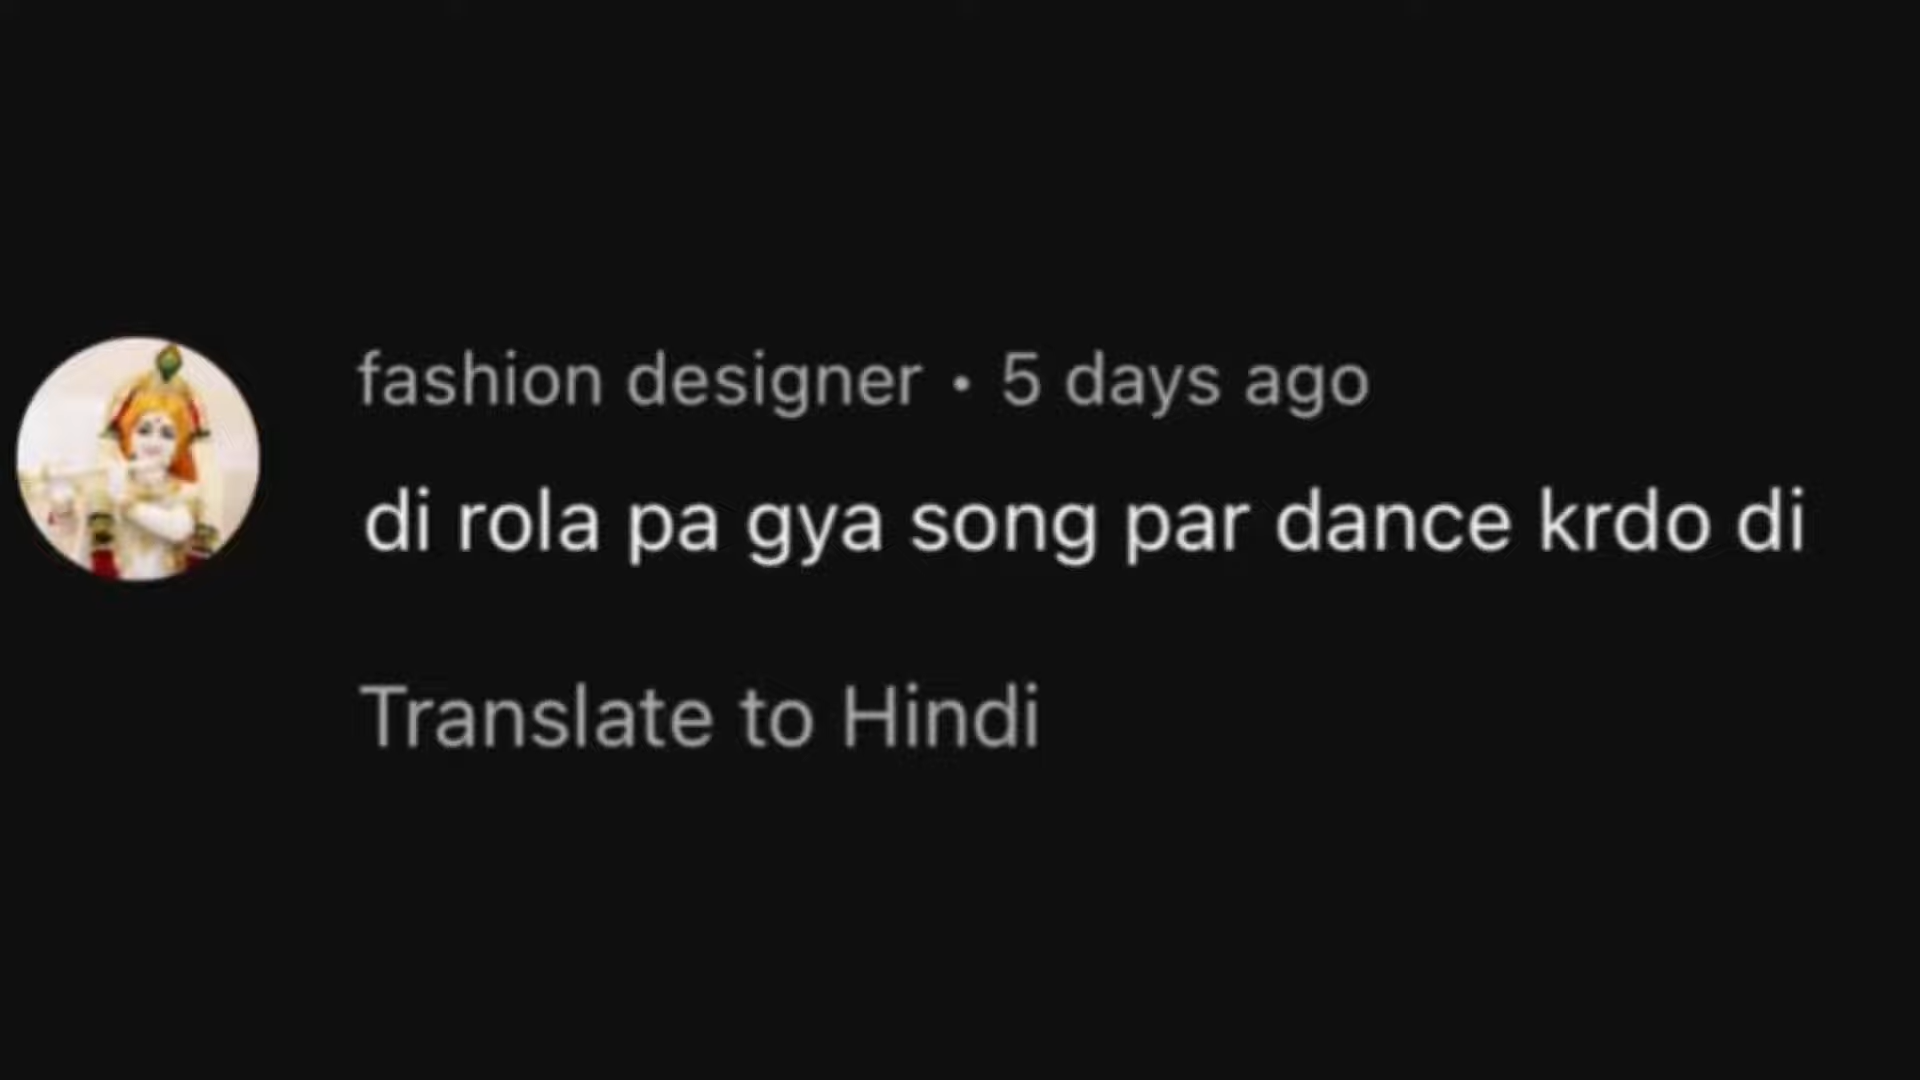 fashion designer • 5 days ago
di rola pa gya song par dance krdo di
Translate to Hindi